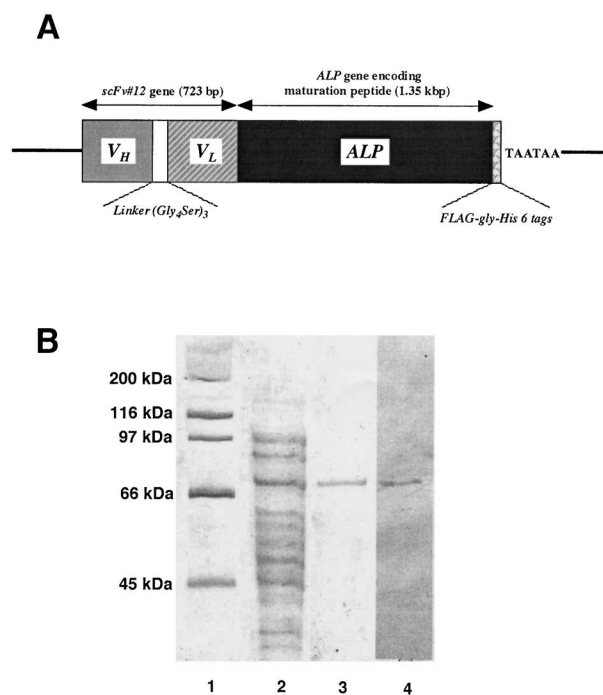 A
scFv#12 gene (723 bp)
ALP gene encoding
maturation peptide (1.35 kbp)
VH
VL
ALP
TAATAA
Linker (Gly4Ser)3
FLAG-gly-His 6 tags
B
200 kDa
116 kDa
97 kDa
66 kDa
45 kDa
1 2 3 4